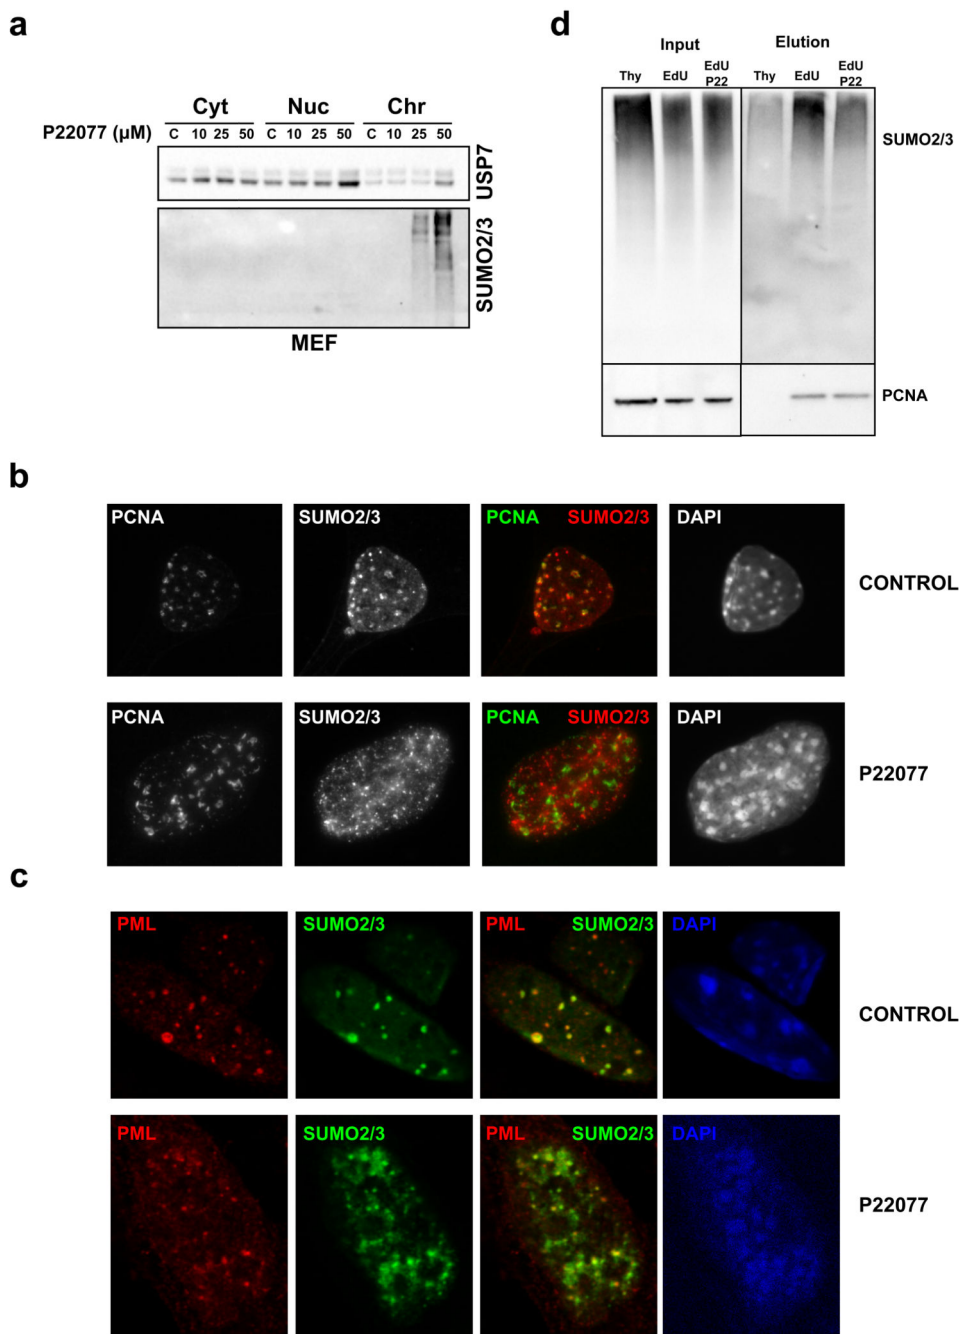 a
Cyt Nuc Chr
P22077 (µM) C 10 25 50 C 10 25 50 C 10 25 50
USP7
SUMO2/3
MEF
d
Input Elution
Thy EdU EdU P22 Thy EdU EdU P22
SUMO2/3
PCNA
b
PCNA SUMO2/3 PCNA SUMO2/3 DAPI
CONTROL
PCNA SUMO2/3 PCNA SUMO2/3 DAPI
P22077
c
PML SUMO2/3 PML SUMO2/3 DAPI
CONTROL
PML SUMO2/3 PML SUMO2/3 DAPI
P22077